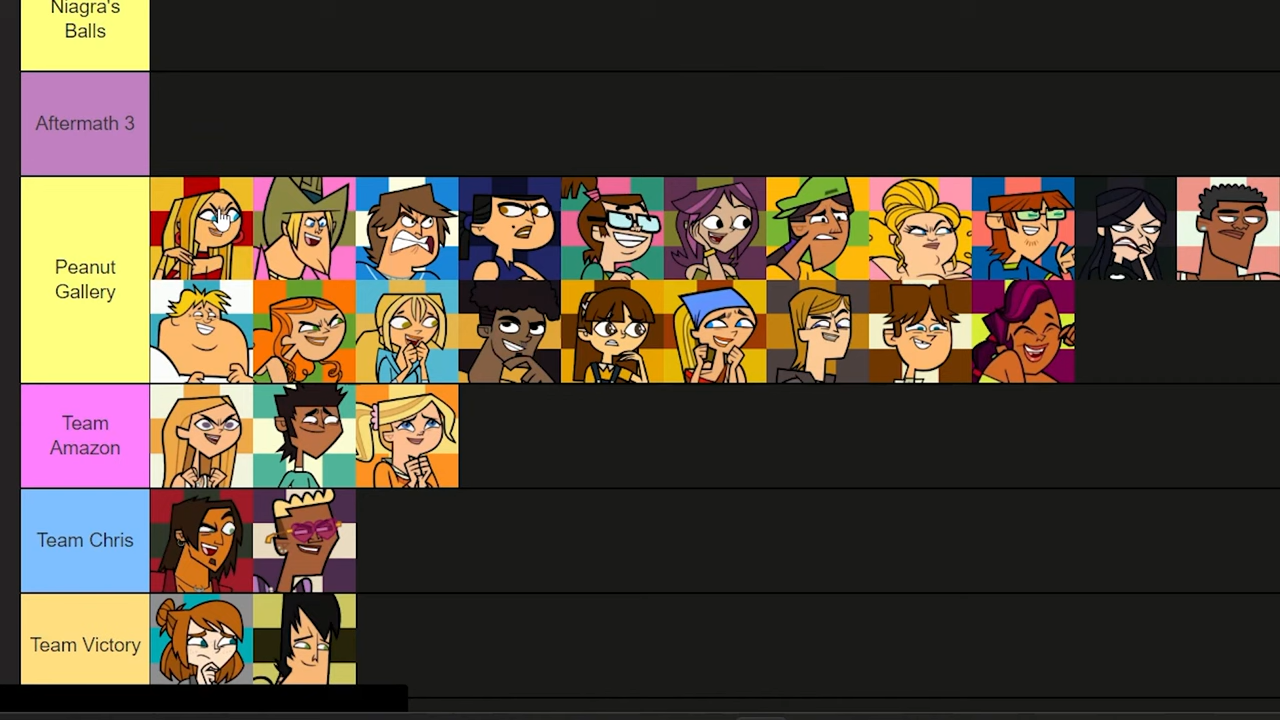 Niagra's
Balls
Aftermath 3
Peanut
Gallery
Team
Amazon
Team Chris
Team Victory